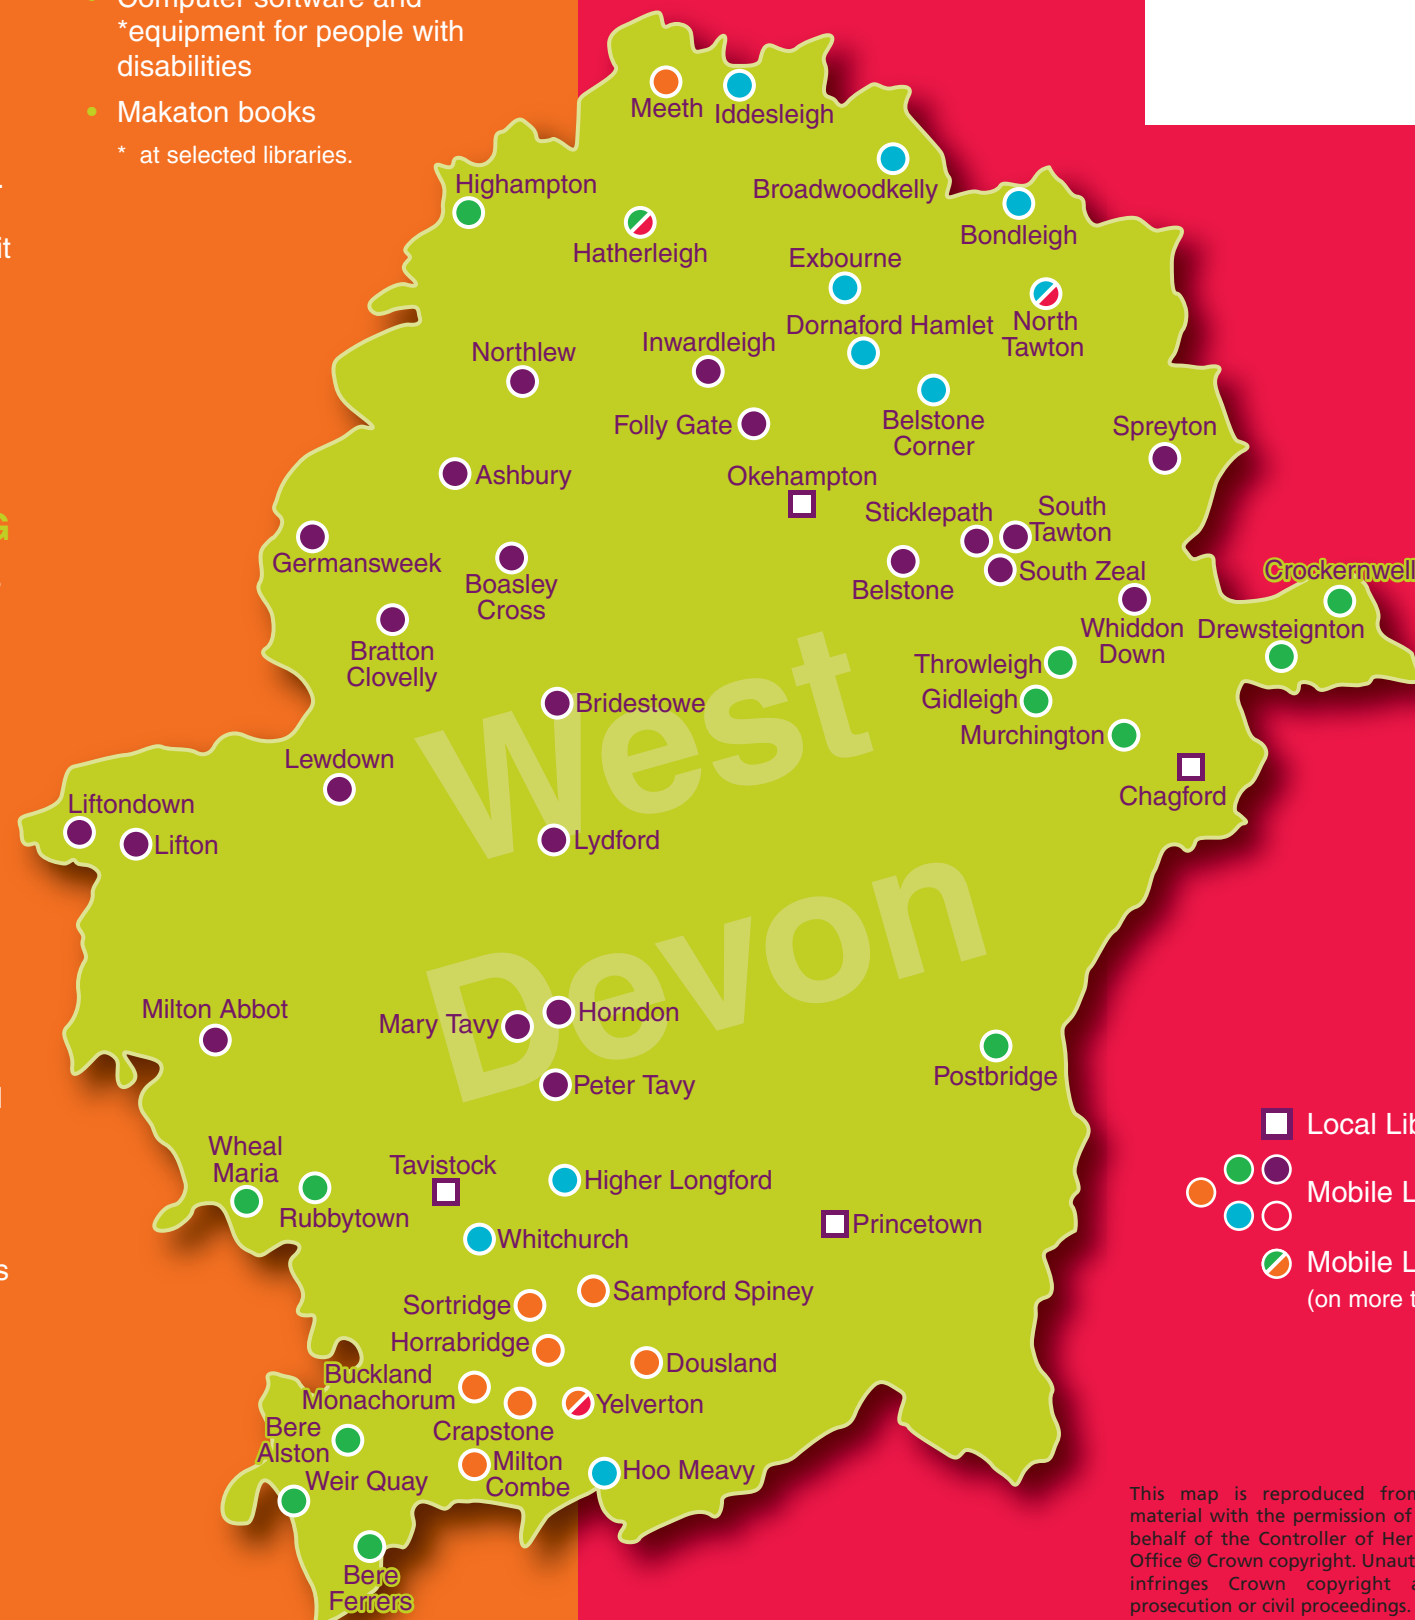 Computer software and
*equipment for people with
disabilities
• Makaton books
* at selected libraries.
it
G
s
Meeth
Iddesleigh
Highampton
Broadwoodkelly
Hatherleigh
Bondleigh
Exbourne
Dornaford Hamlet
North
Tawton
Inwardleigh
Northlew
Folly Gate
Belstone
Corner
Spreyton
Ashbury
Okehampton
Sticklepath
South
Tawton
Germansweek
Boasley
Cross
Belstone
South Zeal
Crockernwell
Bratton
Clovelly
Whiddon
Down
Drewsteignton
Throwleigh
Gidleigh
Bridestowe
Murchington
Lewdown
Chagford
Liftondown
Lifton
Lydford
West
Devon
Milton Abbot
Mary Tavy
Horndon
Peter Tavy
Postbridge
Wheal
Maria
Rubbytown
Tavistock
Higher Longford
Whitchurch
Princetown
Sortridge
Sampford Spiney
Horrabridge
Dousland
Buckland
Monachorum
Crapstone
Yelverton
Bere
Alston
Milton
Combe
Hoo Meavy
Weir Quay
Bere
Ferrers
Local Lib
Mobile L
Mobile L
(on more t
This map is reproduced from
material with the permission of
behalf of the Controller of Her
Office © Crown copyright. Unaut
infringes Crown copyright a
prosecution or civil proceedings.